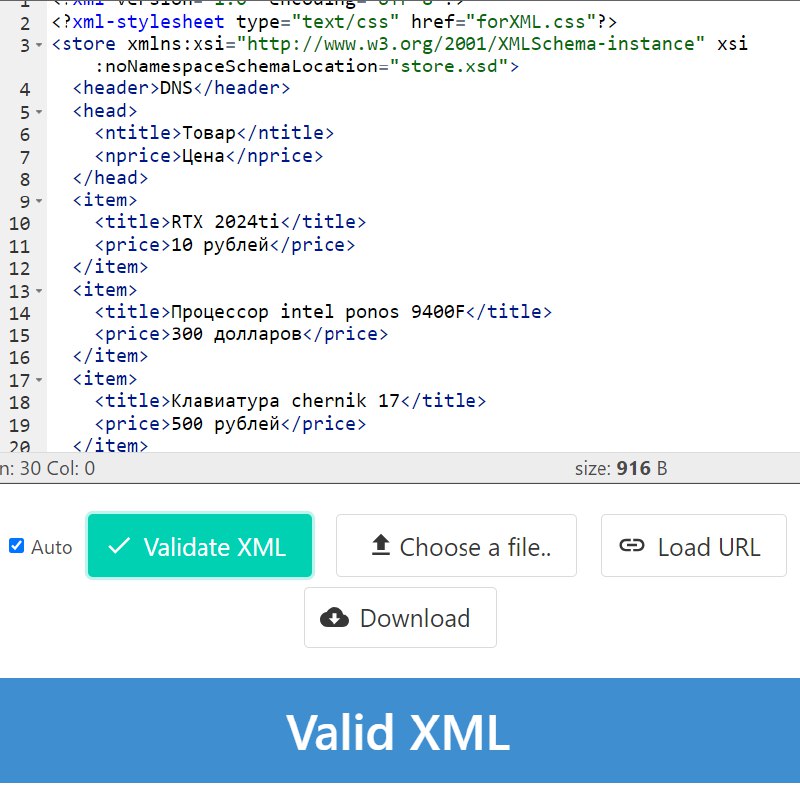 2 <?xml-stylesheet type="text/css" href="forXML.css"?>
3 <store xmlns:xsi="http://www.w3.org/2001/XMLSchema-instance" xsi
:noNamespaceSchemaLocation="store.xsd">
4 <header>DNS</header>
5 <head>
6 <ntitle>Товар</ntitle>
7 <nprice>Цена</nprice>
8 </head>
9 <item>
10 <title>RTX 2024ti</title>
11 <price>10 рублей</price>
12 </item>
13 <item>
14 <title>Процессор intel ponos 9400F</title>
15 <price>300 долларов</price>
16 </item>
17 <item>
18 <title>Клавиатура chernik 17</title>
19 <price>500 рублей</price>
20 </item>
n: 30 Col: 0 size: 916 B
Auto Validate XML Choose a file.. Load URL
Download
Valid XML